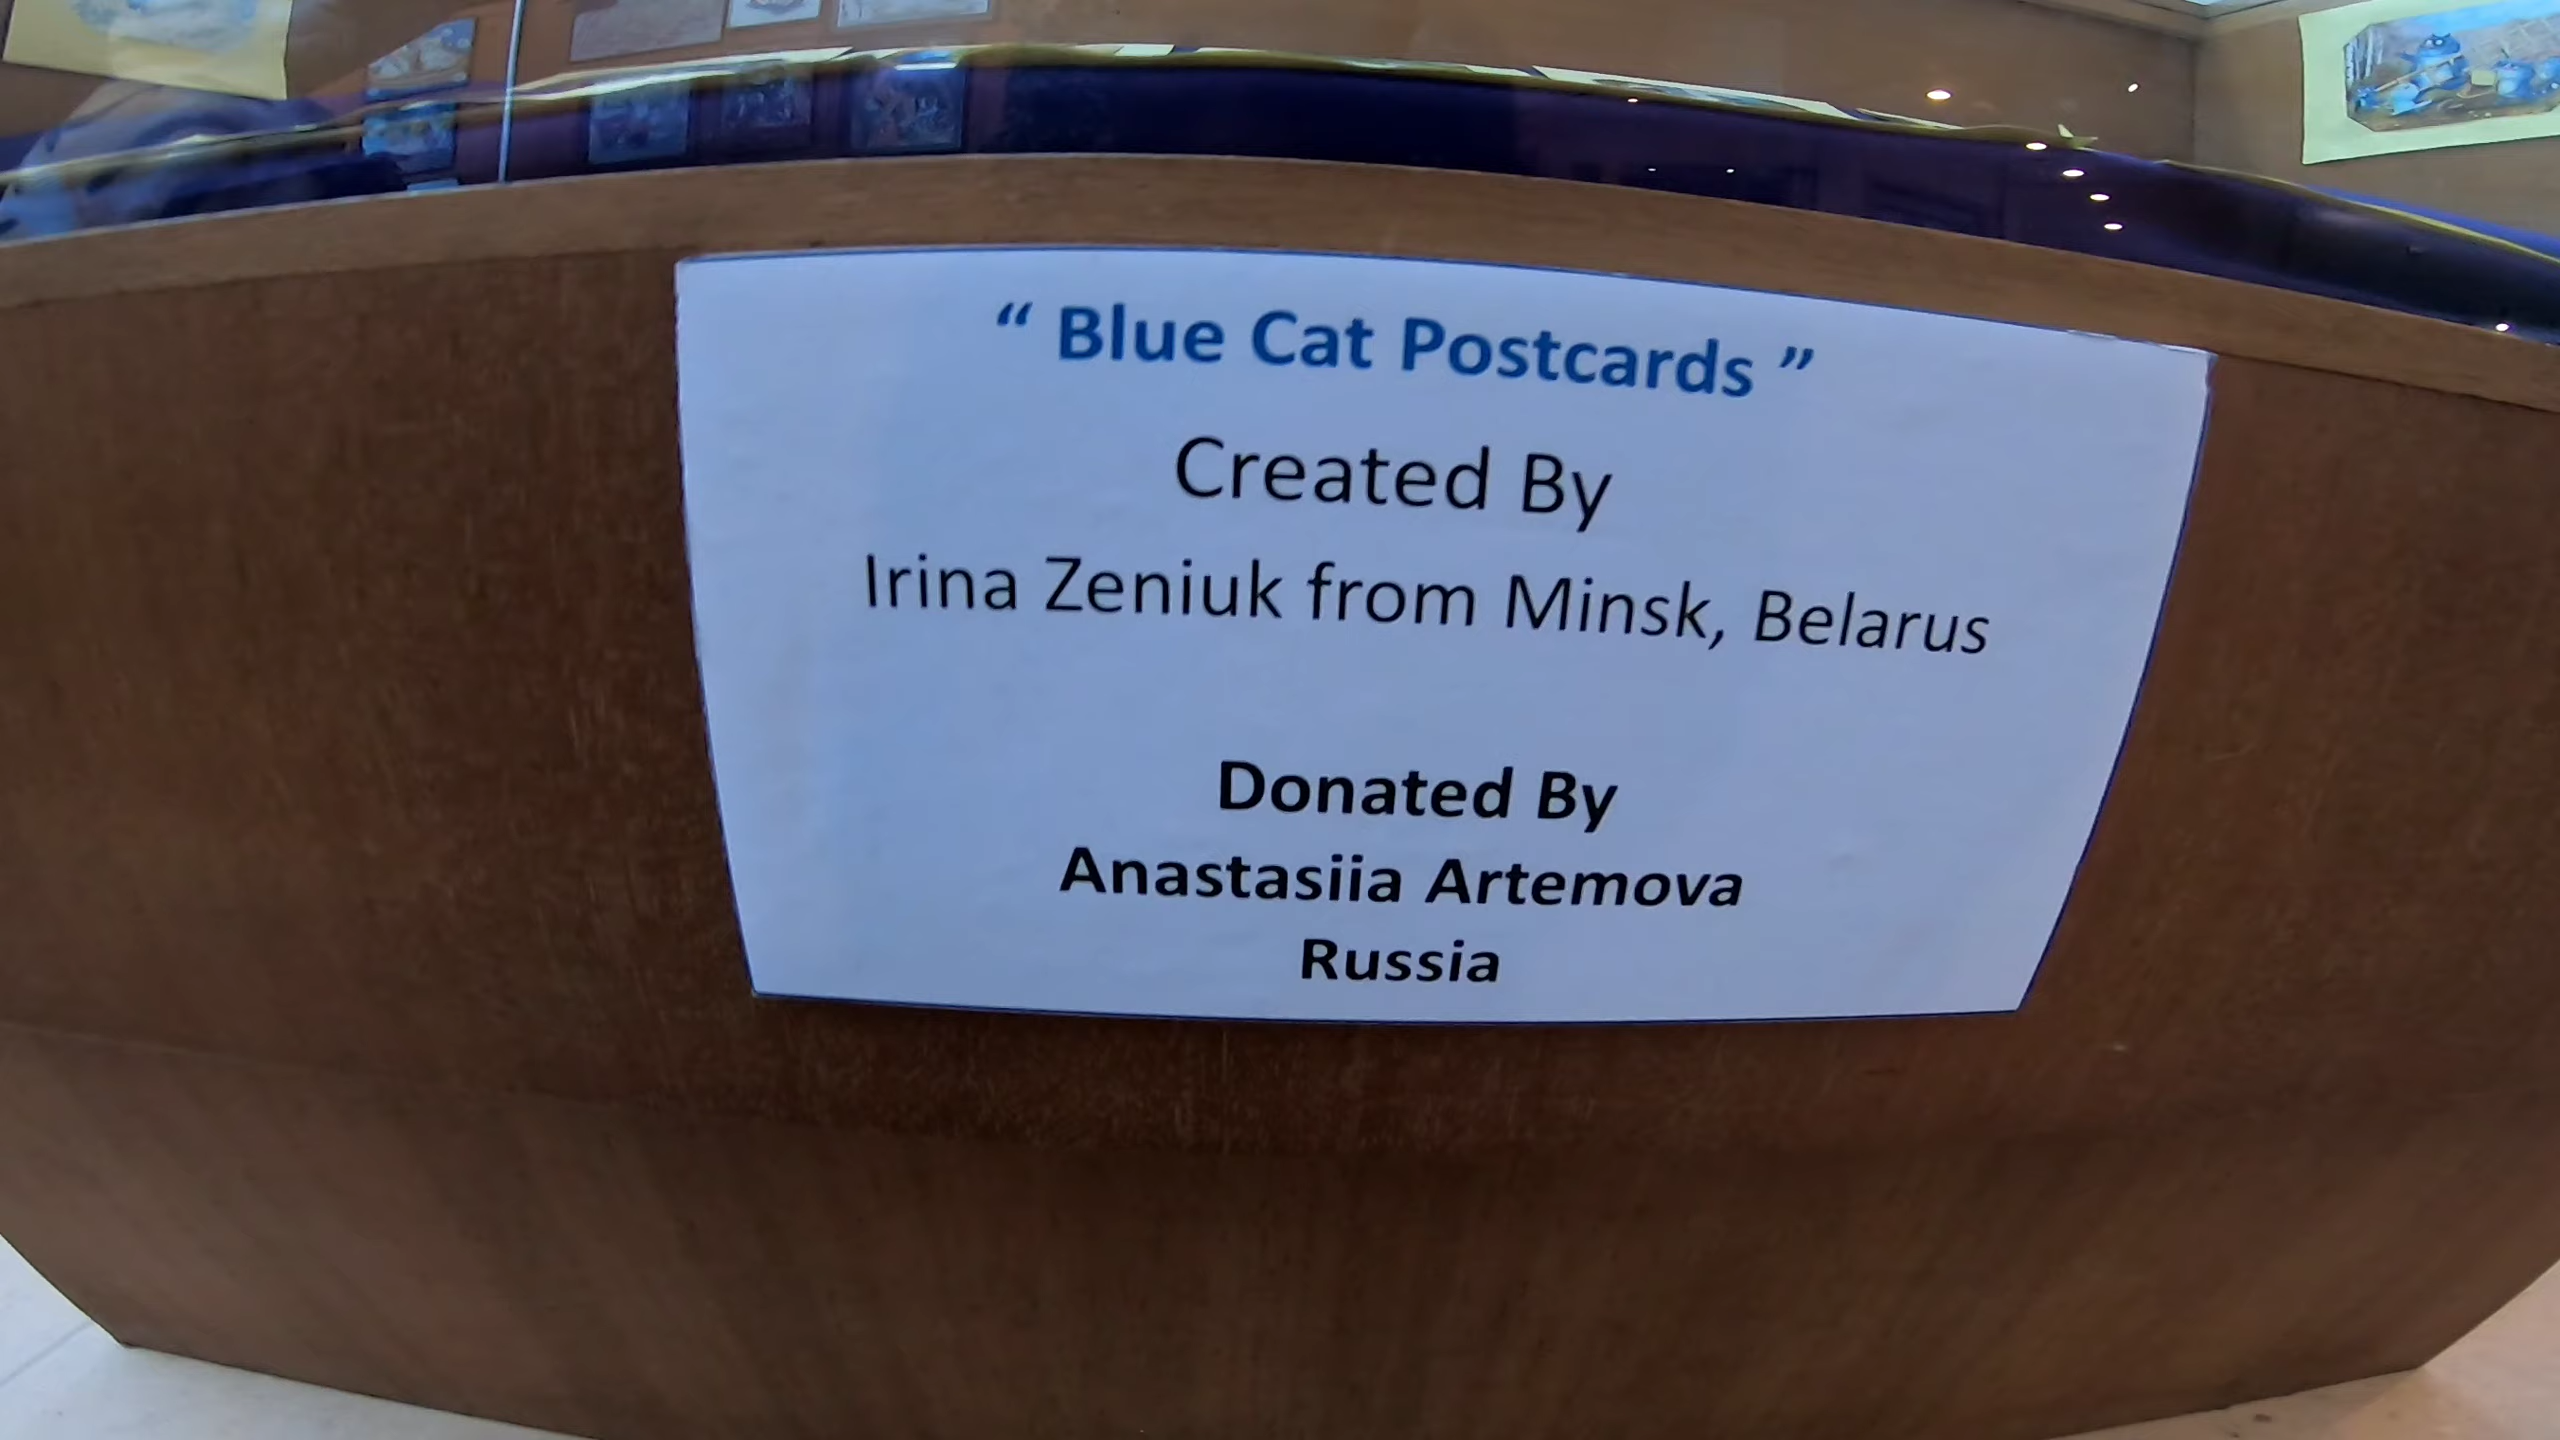 “ Blue Cat Postcards ”
Created By
Irina Zeniuk from Minsk, Belarus
Donated By
Anastasiia Artemova
Russia